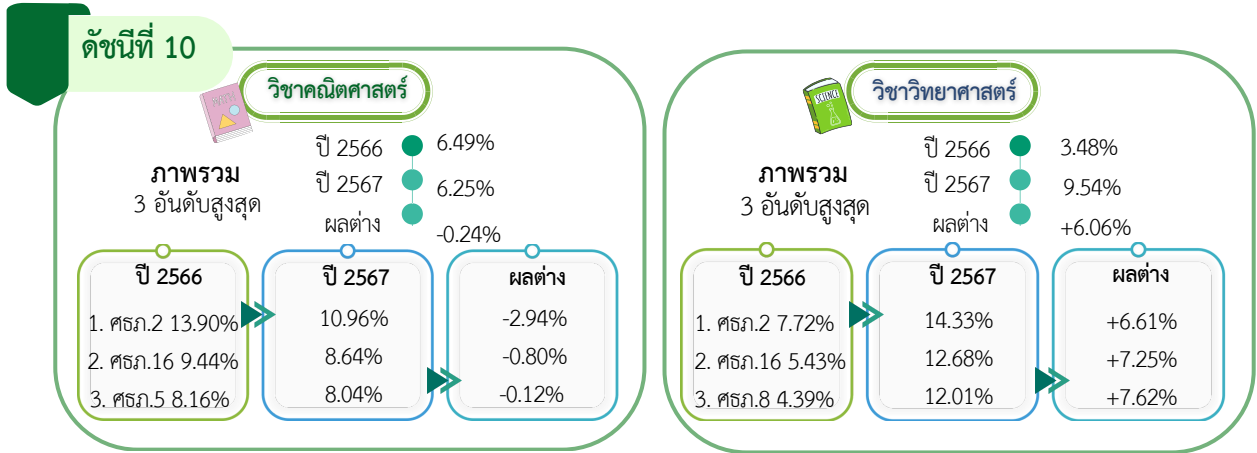 ดัชนีที่ 10
วิชาคณิตศาสตร์
ภาพรวม
3 อันดับสูงสุด
ปี 2566 6.49%
ปี 2567 6.25%
ผลต่าง -0.24%
ปี 2566 ปี 2567 ผลต่าง
1. ศธภ.2 13.90% 10.96% -2.94%
2. ศธภ.16 9.44% 8.64% -0.80%
3. ศธภ.5 8.16% 8.04% -0.12%
SCIENCE
วิชาวิทยาศาสตร์
ภาพรวม
3 อันดับสูงสุด
ปี 2566 3.48%
ปี 2567 9.54%
ผลต่าง +6.06%
ปี 2566 ปี 2567 ผลต่าง
1. ศธภ.2 7.72% 14.33% +6.61%
2. ศธภ.16 5.43% 12.68% +7.25%
3. ศธภ.8 4.39% 12.01% +7.62%